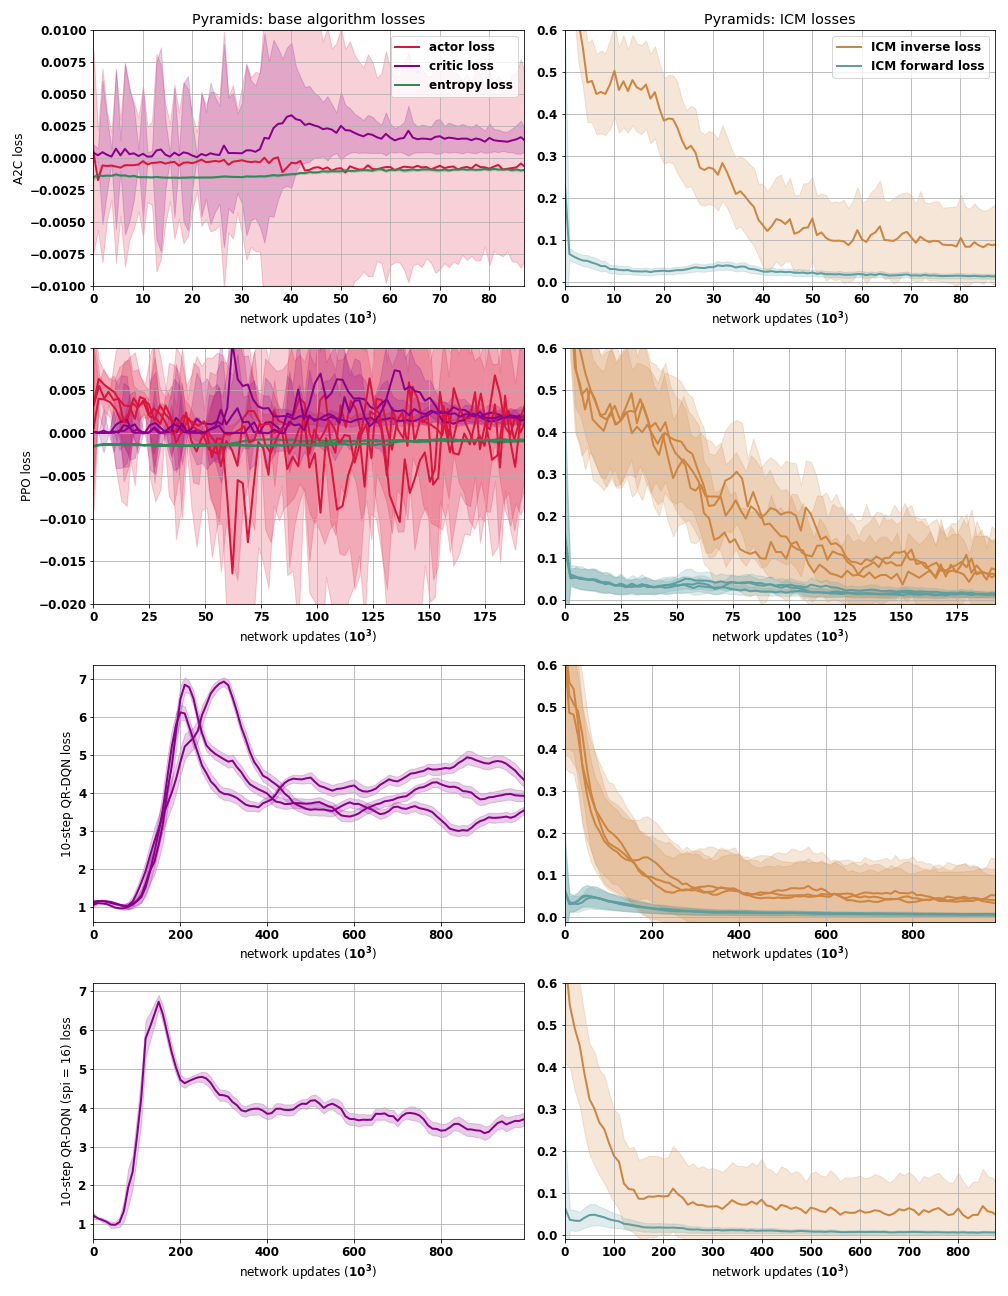 Pyramids: base algorithm losses
Pyramids: ICM losses
0.0100
0.0075
0.0050
0.0025
0.0000
−0.0025
−0.0050
−0.0075
−0.0100
A2C loss
actor loss
critic loss
entropy loss
0 10 20 30 40 50 60 70 80
network updates (10³)
0.6
0.5
0.4
0.3
0.2
0.1
0.0
ICM inverse loss
ICM forward loss
0 10 20 30 40 50 60 70 80
network updates (10³)
0.010
0.005
0.000
−0.005
−0.010
−0.015
−0.020
PPO loss
0 25 50 75 100 125 150 175
network updates (10³)
0.6
0.5
0.4
0.3
0.2
0.1
0.0
0 25 50 75 100 125 150 175
network updates (10³)
7
6
5
4
3
2
1
10-step QR-DQN loss
0 200 400 600 800
network updates (10³)
0.6
0.5
0.4
0.3
0.2
0.1
0.0
0 200 400 600 800
network updates (10³)
7
6
5
4
3
2
1
10-step QR-DQN (spi = 16) loss
0 200 400 600 800
network updates (10³)
0.6
0.5
0.4
0.3
0.2
0.1
0.0
0 100 200 300 400 500 600 700 800
network updates (10³)